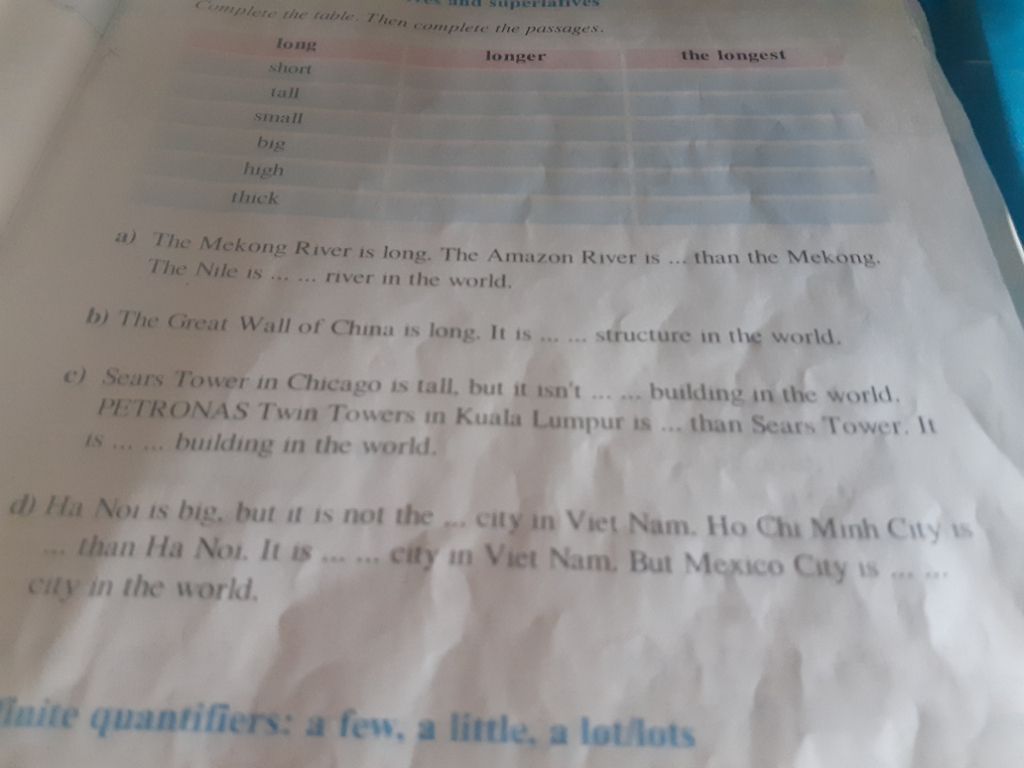 and superlatives
Complete the table. Then complete the passages.
long longer the longest
short
tall
small
big
high
thick
a) The Mekong River is long. The Amazon River is ... than the Mekong.
The Nile is ... ... river in the world.
b) The Great Wall of China is long. It is ... ... structure in the world.
c) Sears Tower in Chicago is tall, but it isn't ... ... building in the world.
PETRONAS Twin Towers in Kuala Lumpur is ... than Sears Tower. It
is ... ... building in the world.
d) Ha Noi is big, but it is not the ... city in Viet Nam. Ho Chi Minh City is
... than Ha Noi. It is ... ... city in Viet Nam. But Mexico City is ... ...
city in the world.
quantifiers: a few, a little, a lot/lots